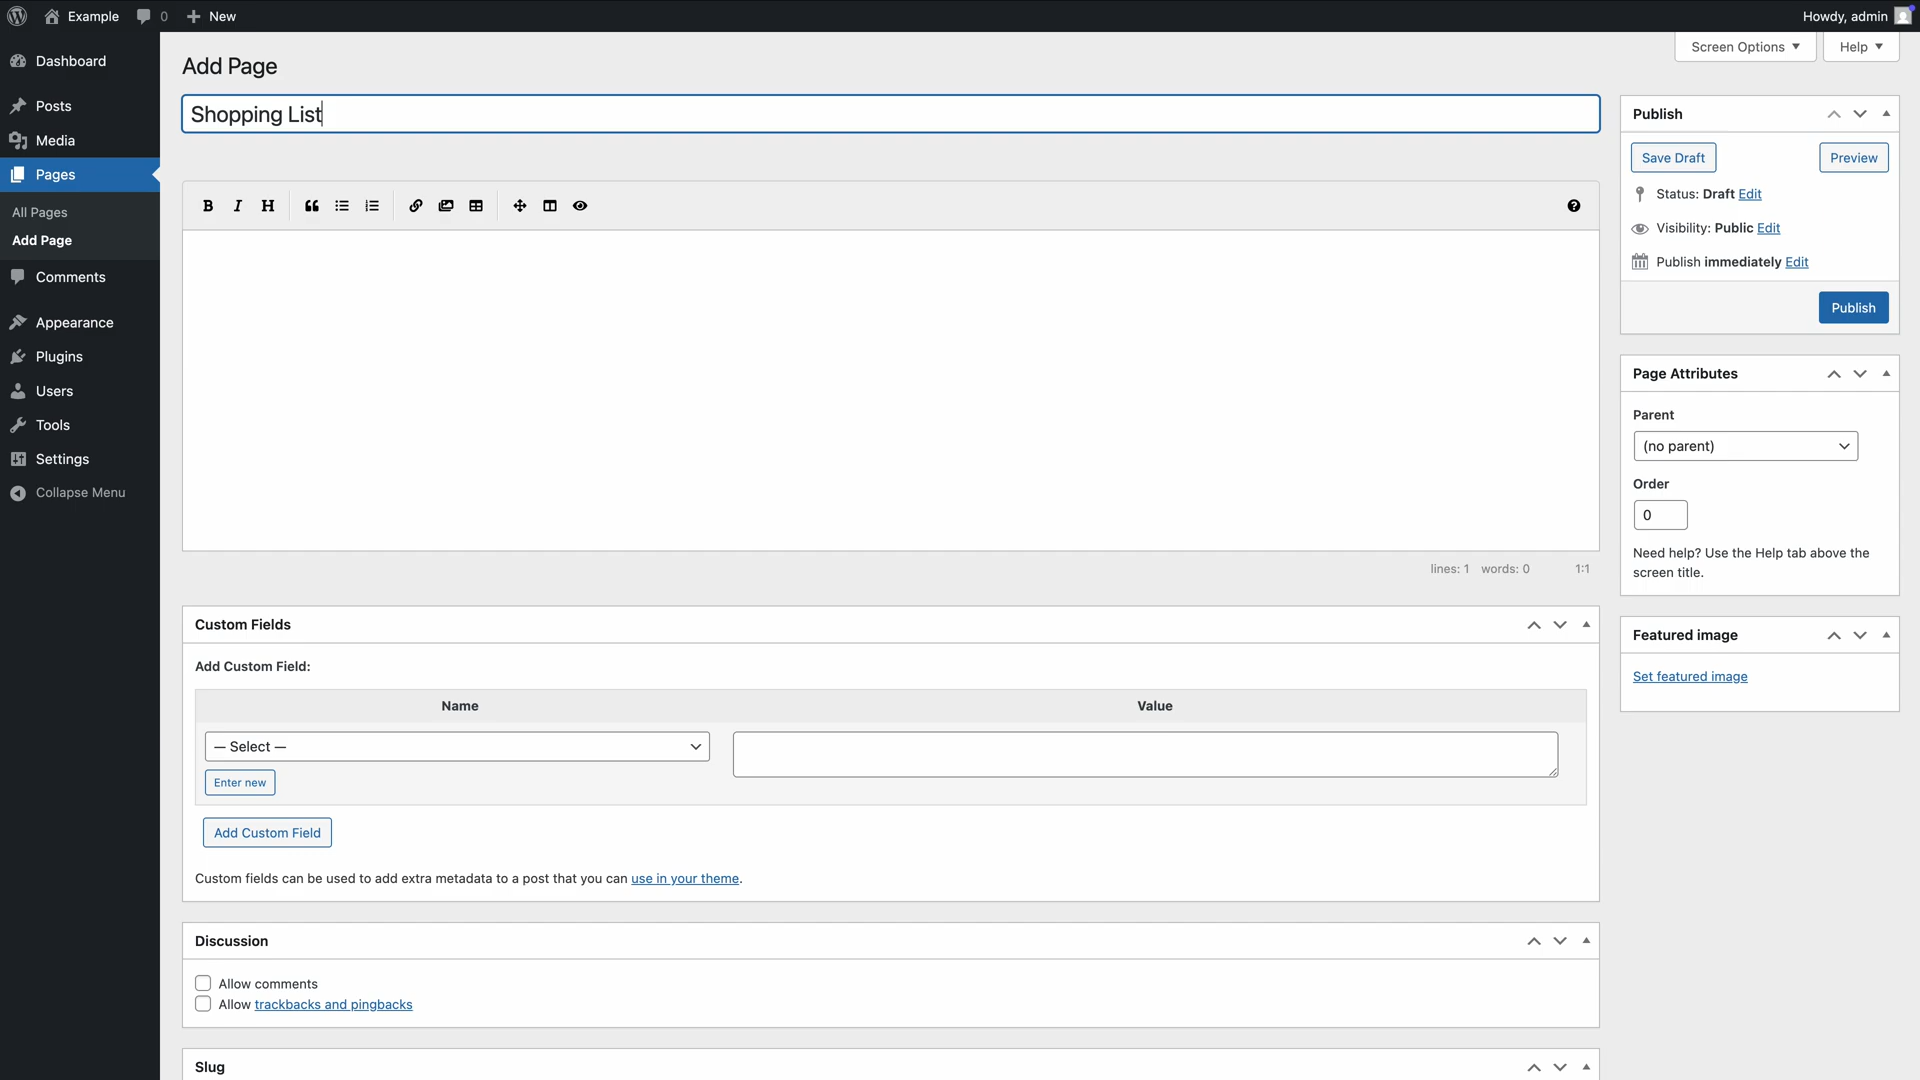 Example
0
New
Howdy, admin
Dashboard
Posts
Media
Pages
All Pages
Add Page
Comments
Appearance
Plugins
Users
Tools
Settings
Collapse Menu
Screen Options
Help
Add Page
Shopping List
B I H
lines: 1 words: 0 1:1
Custom Fields
Add Custom Field:
Name Value
— Select —
Enter new
Add Custom Field
Custom fields can be used to add extra metadata to a post that you can use in your theme.
Discussion
Allow comments
Allow trackbacks and pingbacks
Slug
Publish
Save Draft
Preview
Status: Draft Edit
Visibility: Public Edit
Publish immediately Edit
Publish
Page Attributes
Parent
(no parent)
Order
0
Need help? Use the Help tab above the
screen title.
Featured image
Set featured image